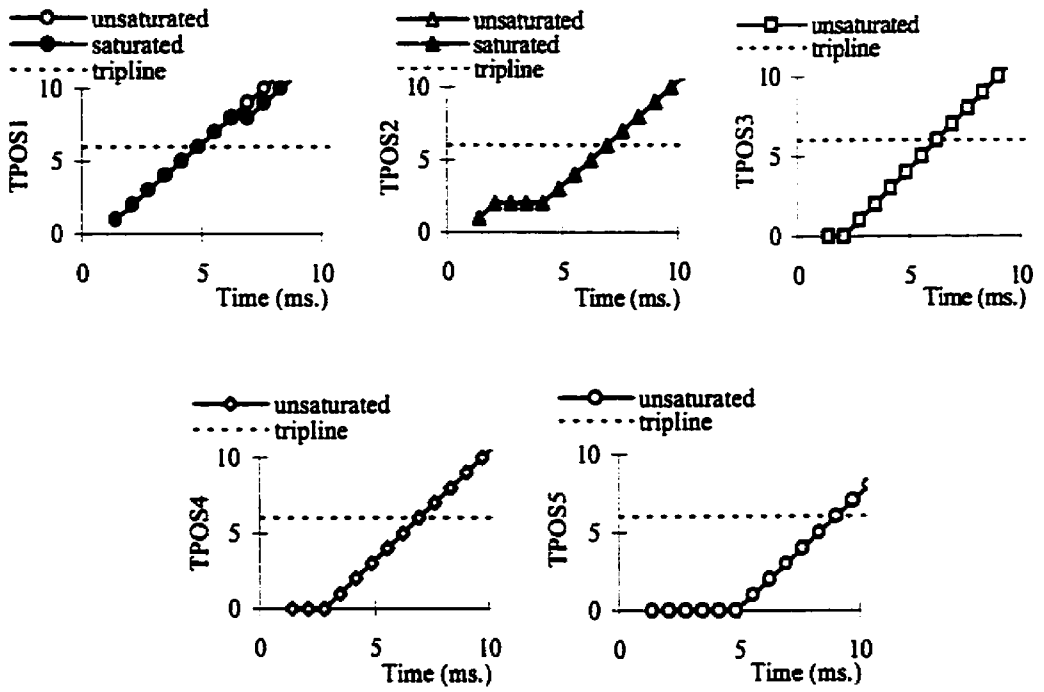 unsaturated
saturated
tripline
10
5
0
TPOS1
0 5 10
Time (ms.)
unsaturated
saturated
tripline
10
5
0
TPOS2
0 5 10
Time (ms.)
unsaturated
tripline
10
5
0
TPOS3
0 5 10
Time (ms.)
unsaturated
tripline
10
5
0
TPOS4
0 5 10
Time (ms.)
unsaturated
tripline
10
5
0
TPOS5
0 5 10
Time (ms.)